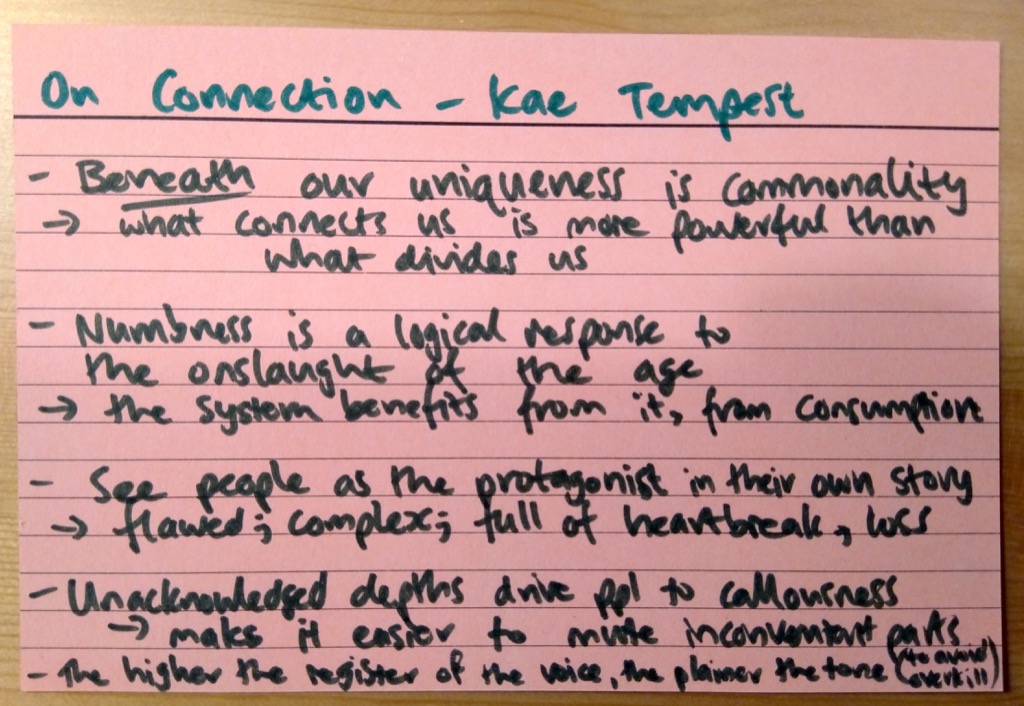 On Connection - Kae Tempest
- Beneath our uniqueness is commonality
→ what connects us is more powerful than
what divides us
- Numbness is a logical response to
the onslaught of the age
→ the system benefits from it, from consumption
- See people as the protagonist in their own story
→ flawed; complex; full of heartbreak, loss
- Unacknowledged depths drive ppl to callousness
→ makes it easier to mute inconvenient parts
- The higher the register of the voice, the plainer the tone (to avoid
overkill)